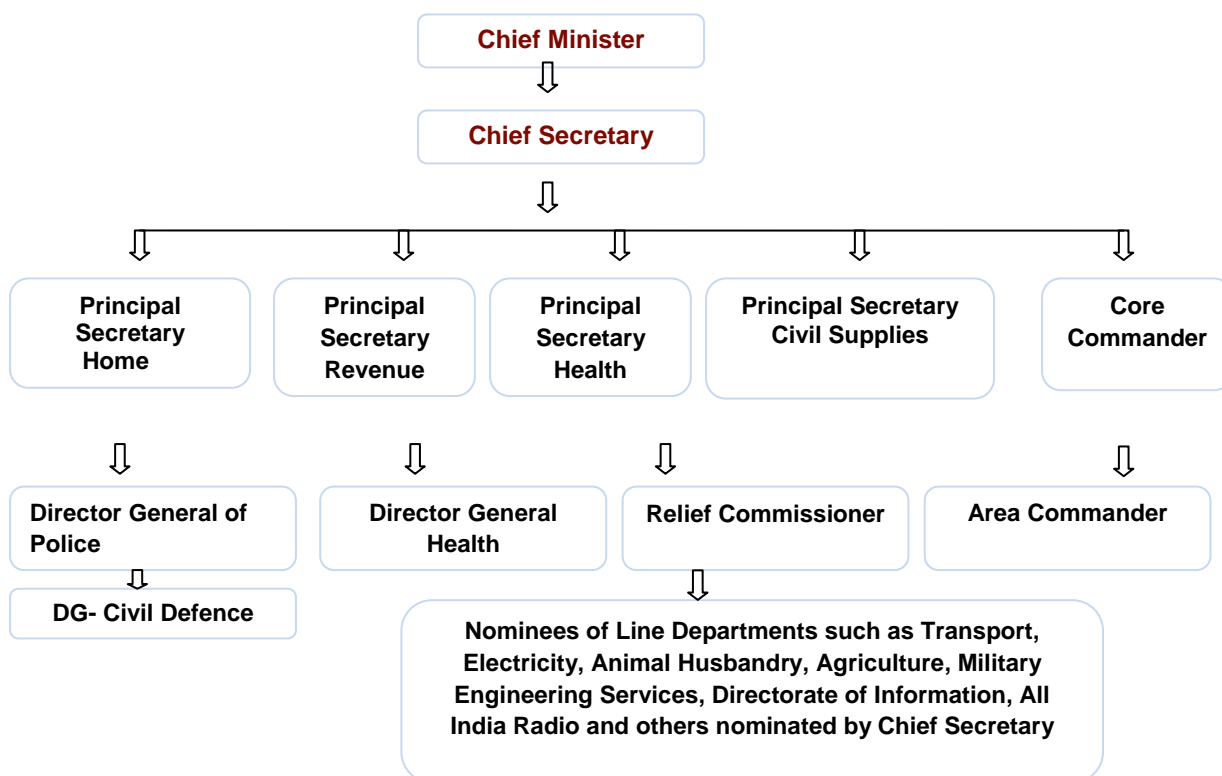 Chief Minister
Chief Secretary
Principal
Secretary
Home
Principal
Secretary
Revenue
Principal
Secretary
Health
Principal Secretary
Civil Supplies
Core
Commander
Director General of
Police
Director General
Health
Relief Commissioner
Area Commander
DG- Civil Defence
Nominees of Line Departments such as Transport,
Electricity, Animal Husbandry, Agriculture, Military
Engineering Services, Directorate of Information, All
India Radio and others nominated by Chief Secretary